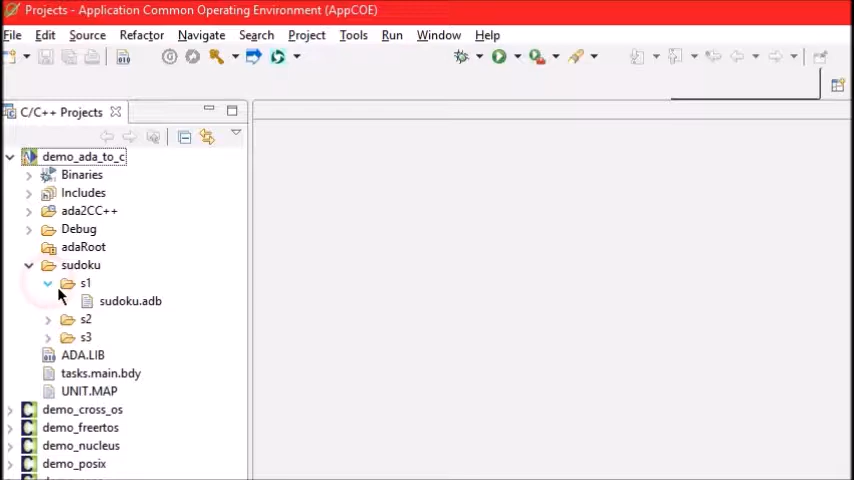 Projects - Application Common Operating Environment (AppCOE)
File Edit Source Refactor Navigate Search Project Tools Run Window Help
C/C++ Projects
demo_ada_to_c
Binaries
Includes
ada2CC++
Debug
adaRoot
sudoku
s1
sudoku.adb
s2
s3
ADA.LIB
tasks.main.bdy
UNIT.MAP
demo_cross_os
demo_freertos
demo_nucleus
demo_posix